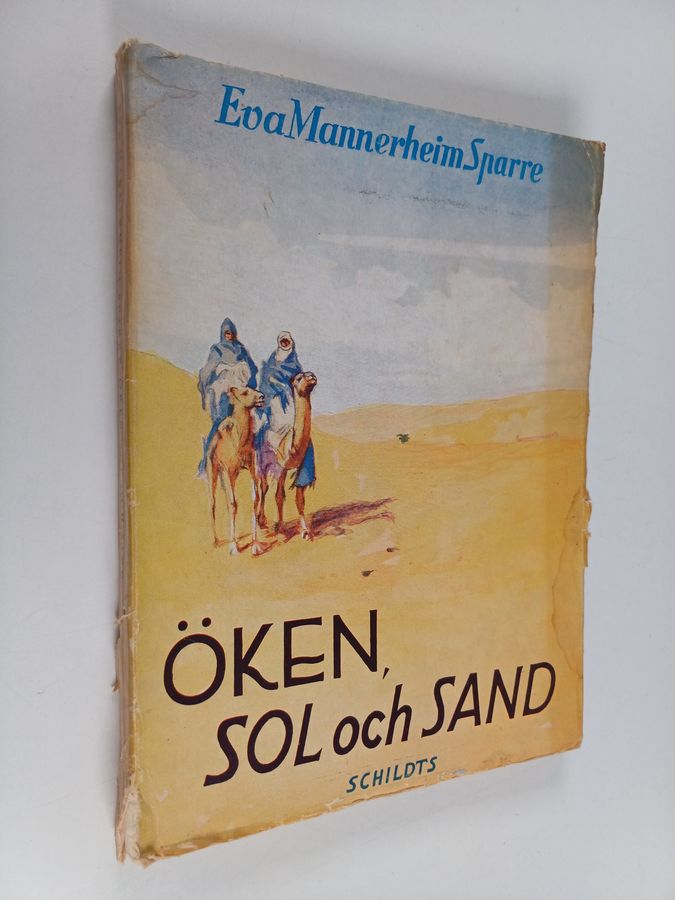 Eva Mannerheim Sparre
ÖKEN,
SOL och SAND
SCHILDTS